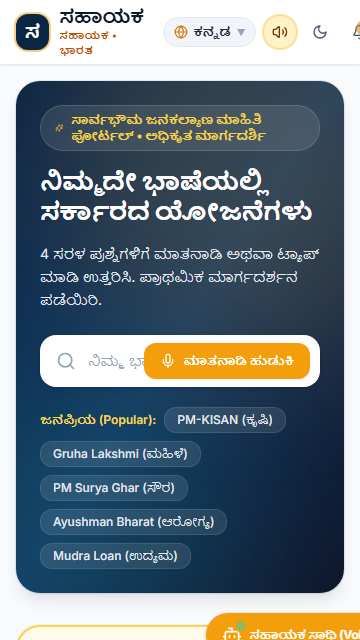 ಸ
ಸಹಾಯಕ
ಸಹಾಯಕ •
ಭಾರತ
ಕನ್ನಡ ▼
ಸಾರ್ವಭೌಮ ಜನಕಲ್ಯಾಣ ಮಾಹಿತಿ
ಪೋರ್ಟಲ್ • ಅಧಿಕೃತ ಮಾರ್ಗದರ್ಶಿ
ನಿಮ್ಮದೇ ಭಾಷೆಯಲ್ಲಿ
ಸರ್ಕಾರದ ಯೋಜನೆಗಳು
4 ಸರಳ ಪ್ರಶ್ನೆಗಳಿಗೆ ಮಾತನಾಡಿ ಅಥವಾ ಟ್ಯಾಪ್
ಮಾಡಿ ಉತ್ತರಿಸಿ. ಪ್ರಾಥಮಿಕ ಮಾರ್ಗದರ್ಶನ
ಪಡೆಯಿರಿ.
ನಿಮ್ಮ ಮಾತನಾಡಿ ಹುಡುಕಿ
ಜನಪ್ರಿಯ (Popular): PM-KISAN (ಕೃಷಿ)
Gruha Lakshmi (ಮಹಿಳೆ)
PM Surya Ghar (ಸೌರ)
Ayushman Bharat (ಆರೋಗ್ಯ)
Mudra Loan (ಉದ್ಯಮ)
ಸಹಾಯಕ ಸಾಥಿ